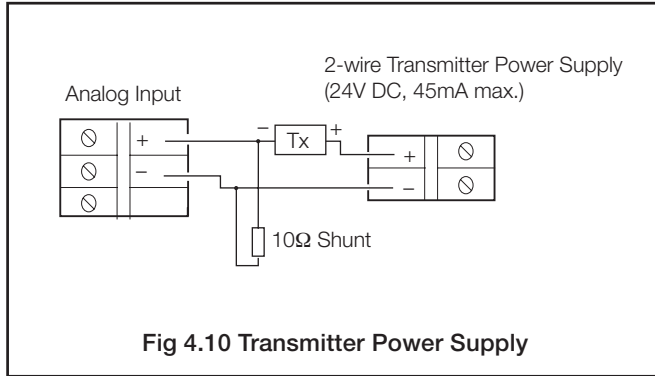 2-wire Transmitter Power Supply
(24V DC, 45mA max.)
Analog Input
+
–
– Tx +
+
–
10Ω Shunt
Fig 4.10 Transmitter Power Supply